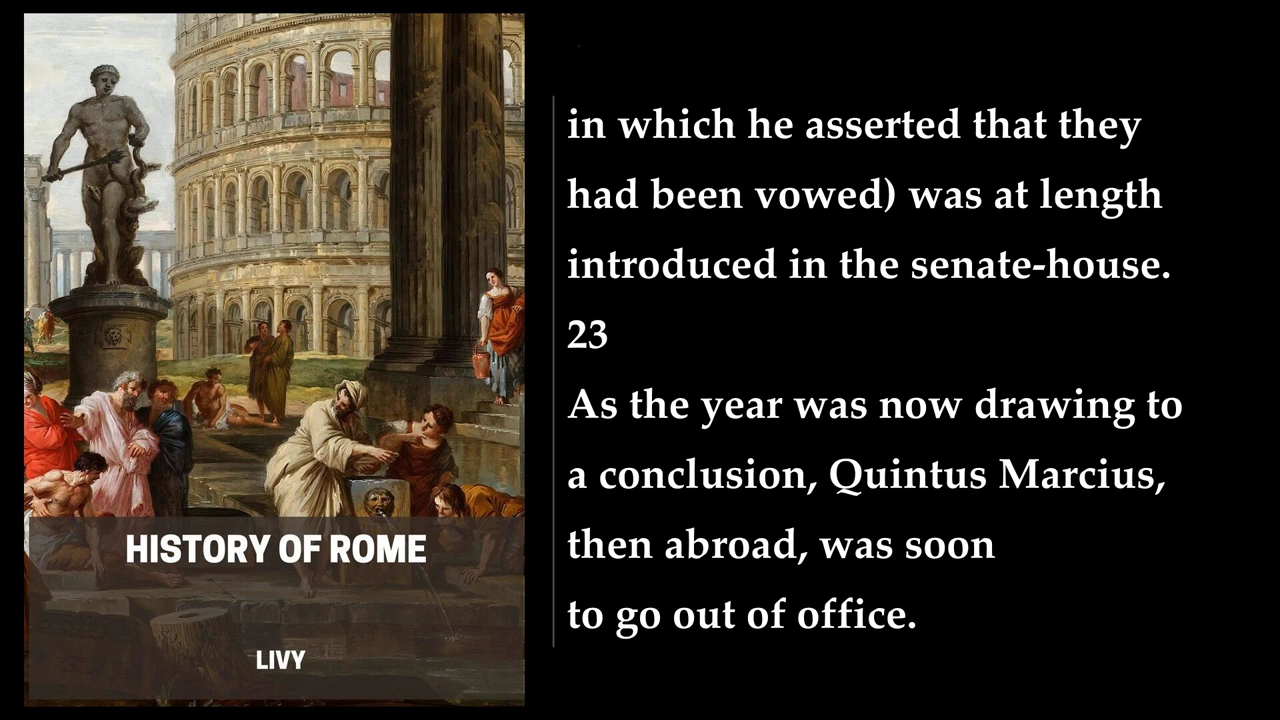 HISTORY OF ROME
LIVY
in which he asserted that they
had been vowed) was at length
introduced in the senate-house.
23
As the year was now drawing to
a conclusion, Quintus Marcius,
then abroad, was soon
to go out of office.